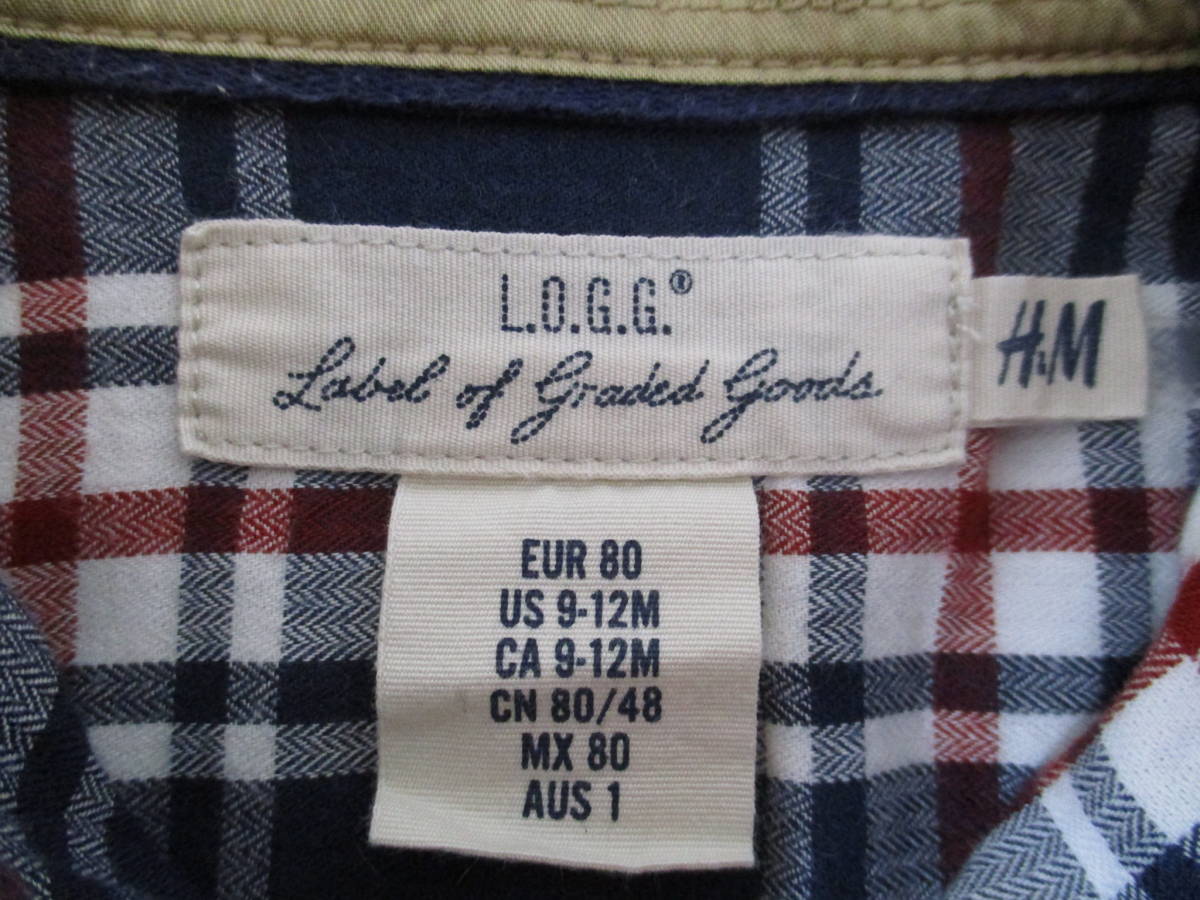 L.O.G.G.®
Label of Graded Goods
H&M
EUR 80
US 9-12M
CA 9-12M
CN 80/48
MX 80
AUS 1